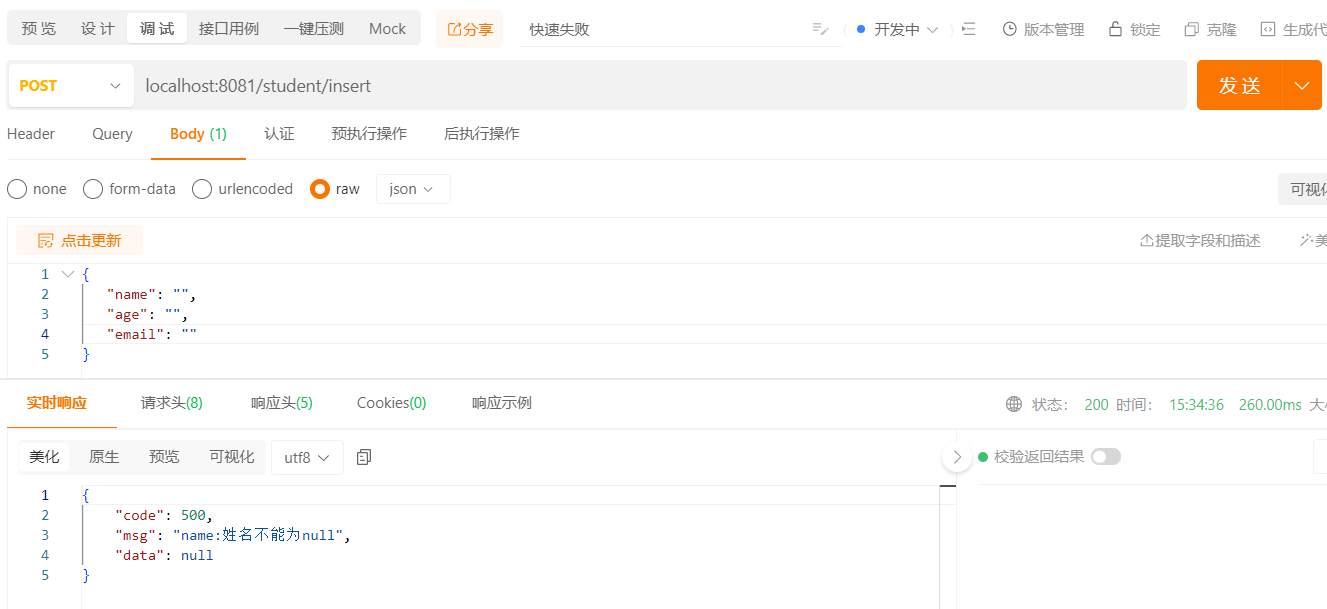 预 览 设 计 调 试 接口用例 一键压测 Mock 分享 快速失败 开发中 版本管理 锁定 克隆 生成代
POST localhost:8081/student/insert 发 送
Header Query Body (1) 认证 预执行操作 后执行操作
none form-data urlencoded raw json 可视化
点击更新 提取字段和描述 美
1 {
2 "name": "",
3 "age": "",
4 "email": ""
5 }
实时响应 请求头(8) 响应头(5) Cookies(0) 响应示例 状态： 200 时间： 15:34:36 260.00ms 大
美化 原生 预览 可视化 utf8 校验返回结果
1 {
2 "code": 500,
3 "msg": "name:姓名不能为null",
4 "data": null
5 }